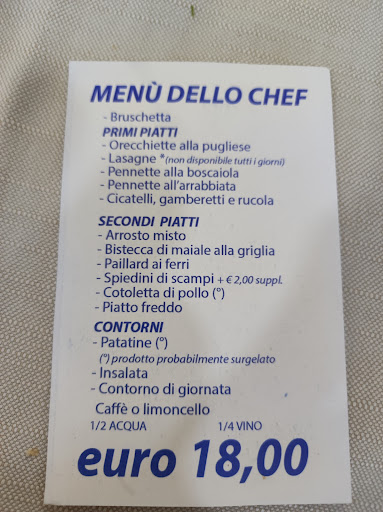 MENÙ DELLO CHEF
- Bruschetta
PRIMI PIATTI
- Orecchiette alla pugliese
- Lasagne *(non disponibile tutti i giorni)
- Pennette alla boscaiola
- Pennette all'arrabbiata
- Cicatelli, gamberetti e rucola
SECONDI PIATTI
- Arrosto misto
- Bistecca di maiale alla griglia
- Paillard ai ferri
- Spiedini di scampi + € 2,00 suppl.
- Cotoletta di pollo (°)
- Piatto freddo
CONTORNI
- Patatine (°)
(°) prodotto probabilmente surgelato
- Insalata
- Contorno di giornata
Caffè o limoncello
1/2 ACQUA 1/4 VINO
euro 18,00